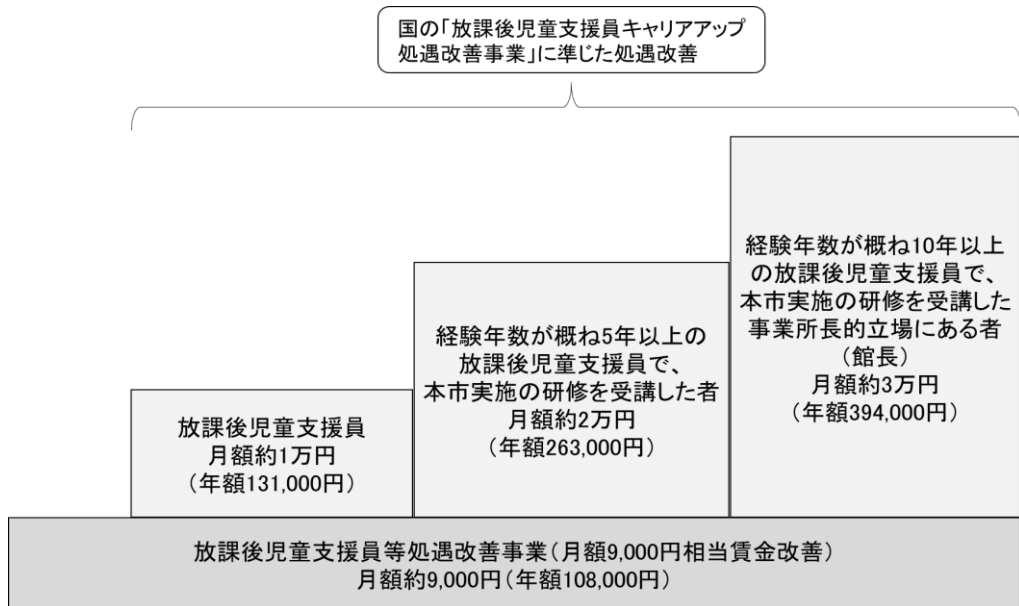 国の「放課後児童支援員キャリアアップ
処遇改善事業」に準じた処遇改善
放課後児童支援員
月額約1万円
（年額131,000円）
経験年数が概ね5年以上の
放課後児童支援員で、
本市実施の研修を受講した者
月額約2万円
（年額263,000円）
経験年数が概ね10年以上
の放課後児童支援員で、
本市実施の研修を受講した
事業所長的立場にある者
（館長）
月額約3万円
（年額394,000円）
放課後児童支援員等処遇改善事業（月額9,000円相当賃金改善）
月額約9,000円（年額108,000円）